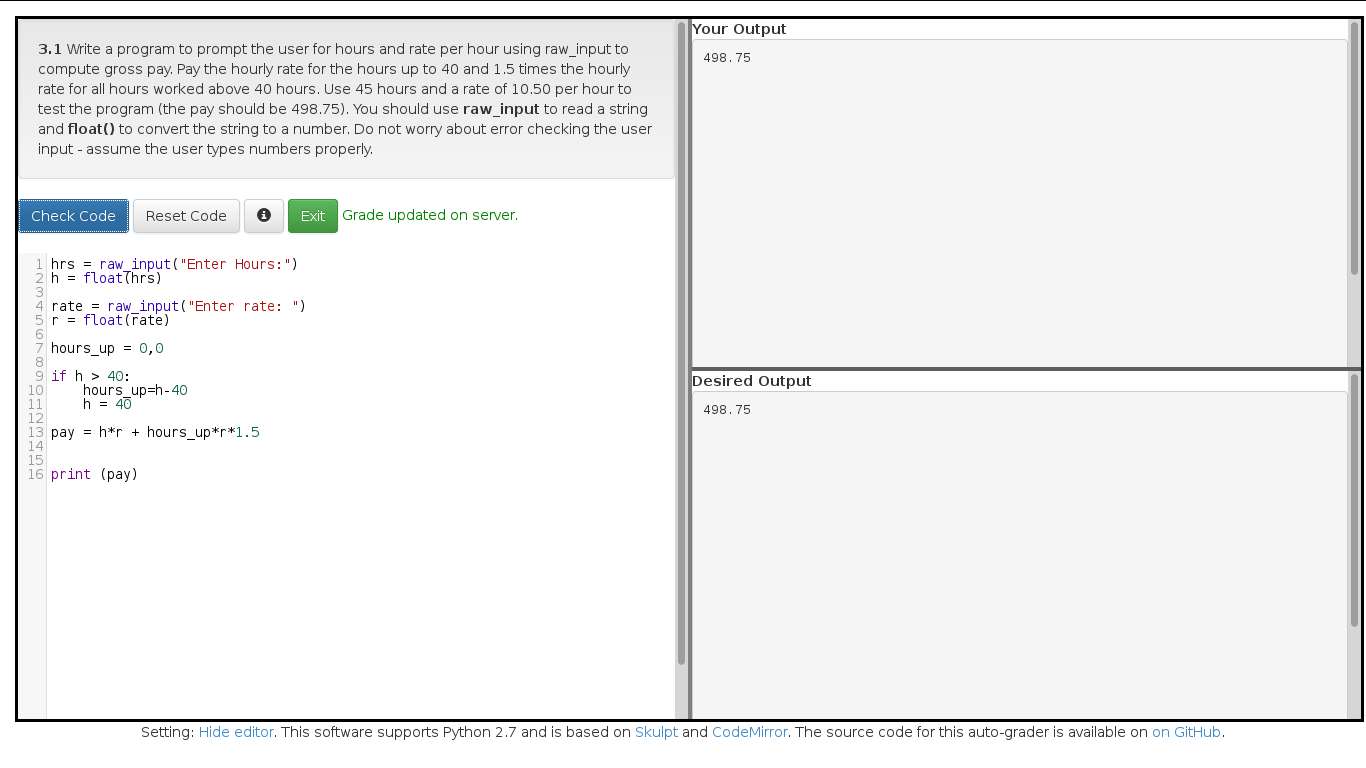 3.1 Write a program to prompt the user for hours and rate per hour using raw_input to
compute gross pay. Pay the hourly rate for the hours up to 40 and 1.5 times the hourly
rate for all hours worked above 40 hours. Use 45 hours and a rate of 10.50 per hour to
test the program (the pay should be 498.75). You should use raw_input to read a string
and float() to convert the string to a number. Do not worry about error checking the user
input - assume the user types numbers properly.
Check Code Reset Code Exit Grade updated on server.
1 hrs = raw_input("Enter Hours:")
2 h = float(hrs)
3
4 rate = raw_input("Enter rate: ")
5 r = float(rate)
6
7 hours_up = 0,0
8
9 if h > 40:
10     hours_up=h-40
11     h = 40
12
13 pay = h*r + hours_up*r*1.5
14
15
16 print (pay)
Your Output
498.75
Desired Output
498.75
Setting: Hide editor. This software supports Python 2.7 and is based on Skulpt and CodeMirror. The source code for this auto-grader is available on on GitHub.